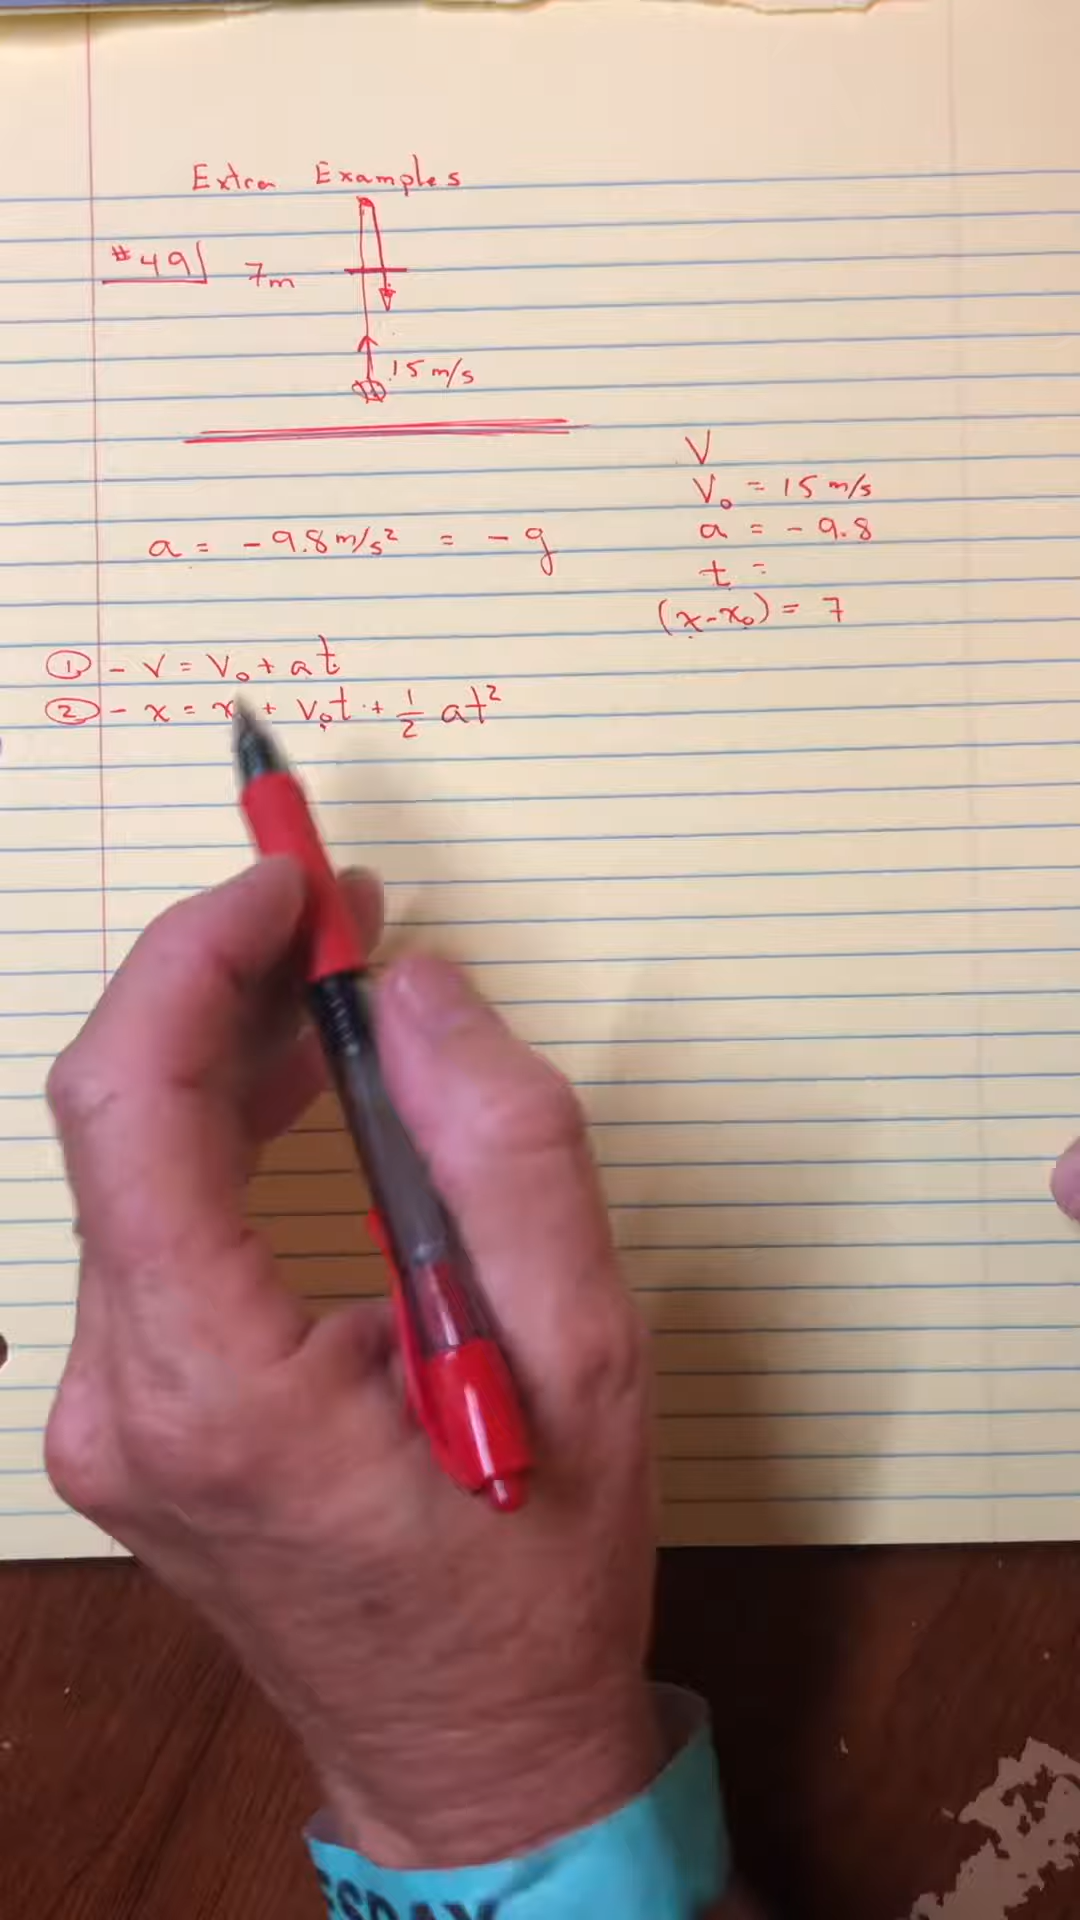 Extra Examples
#49 7m
15 m/s
V
V₀ = 15 m/s
a = -9.8 m/s² = -g
a = -9.8
t =
(x-x₀) = 7
① - V = V₀ + at
② - x = x + V₀t + 1/2 at²